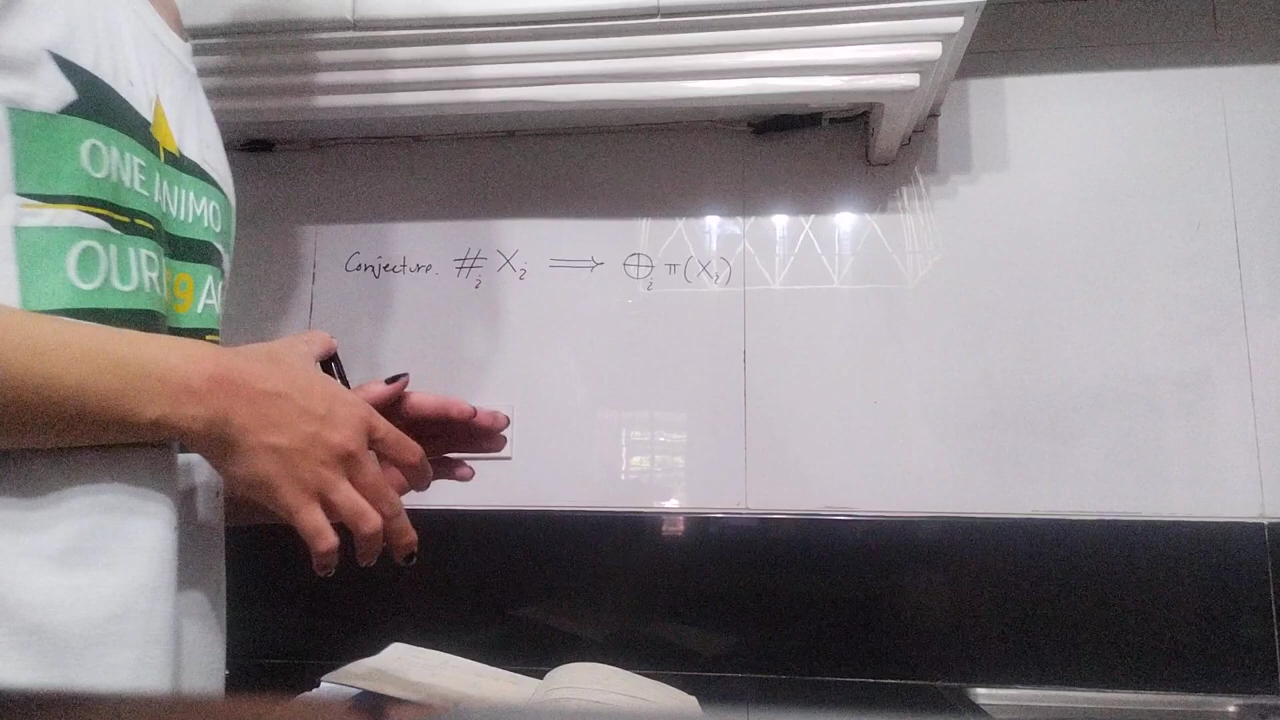 ONE ANIMO
OUR
Conjecture. #ᵢ Xᵢ ⟹ ⊕ᵢ π(Xᵢ)